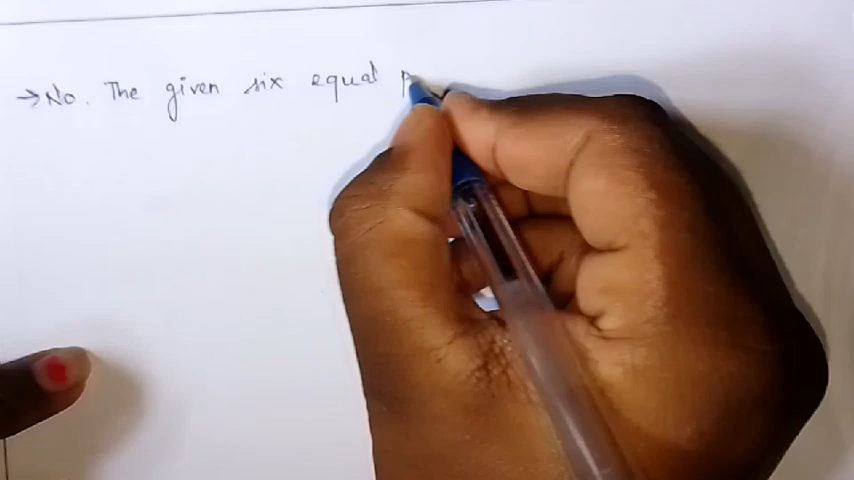 →No. The given six equal p